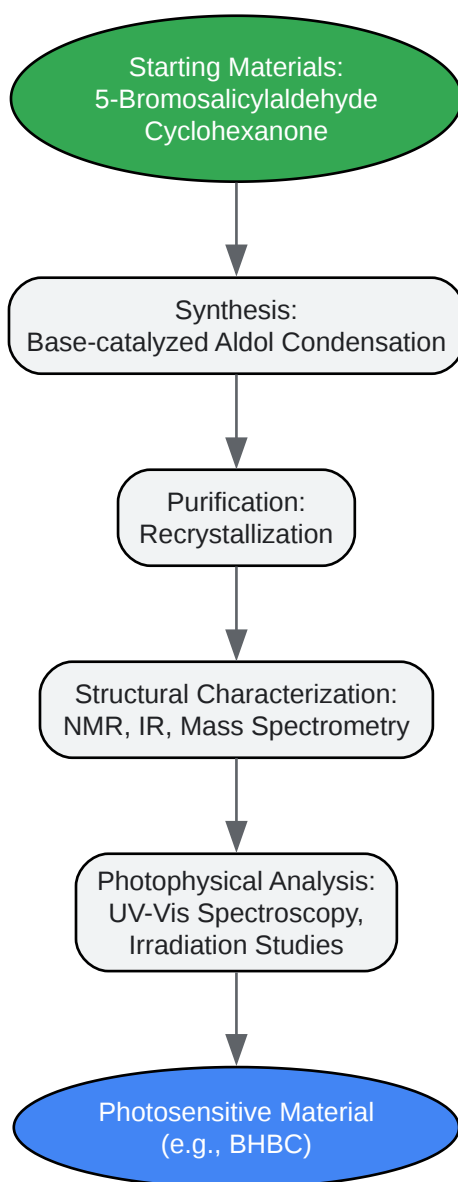 Starting Materials:
5-Bromosalicylaldehyde
Cyclohexanone
Synthesis:
Base-catalyzed Aldol Condensation
Purification:
Recrystallization
Structural Characterization:
NMR, IR, Mass Spectrometry
Photophysical Analysis:
UV-Vis Spectroscopy,
Irradiation Studies
Photosensitive Material
(e.g., BHBC)